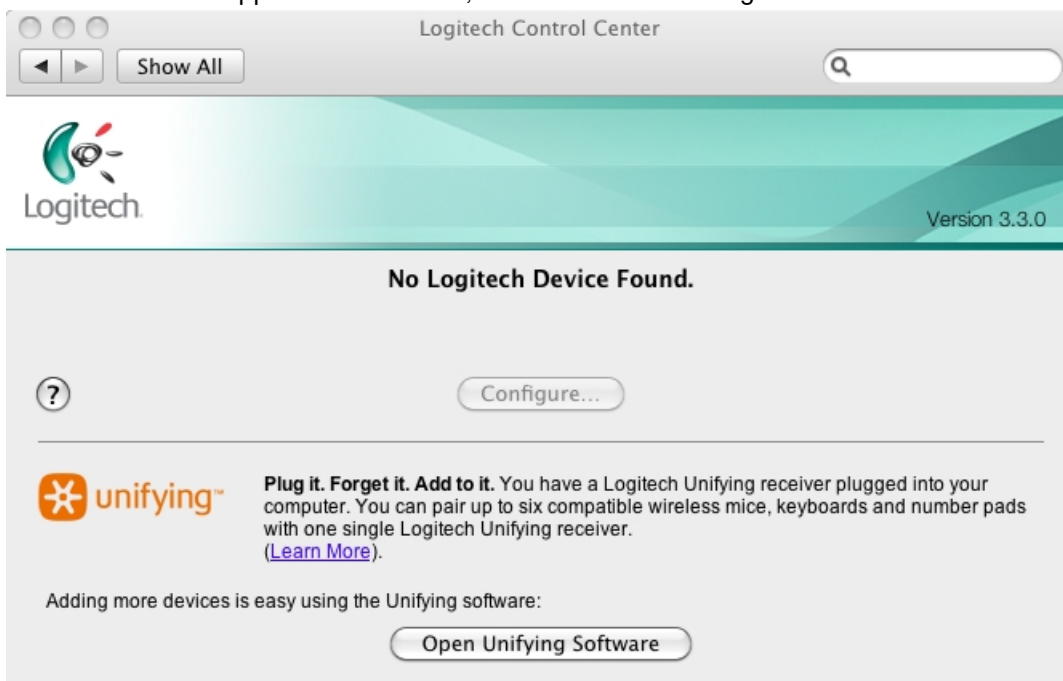 Logitech Control Center
Show All
Logitech.
Version 3.3.0
No Logitech Device Found.
?
Configure...
unifying™
Plug it. Forget it. Add to it. You have a Logitech Unifying receiver plugged into your
computer. You can pair up to six compatible wireless mice, keyboards and number pads
with one single Logitech Unifying receiver.
(Learn More).
Adding more devices is easy using the Unifying software:
Open Unifying Software